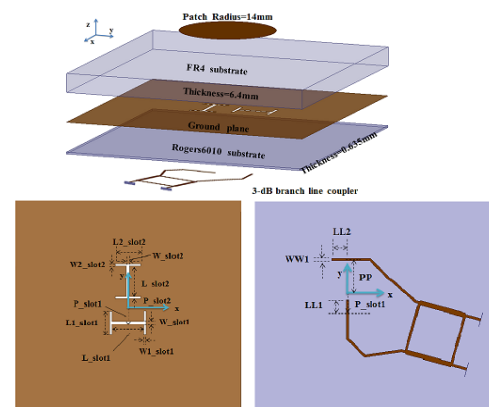 Patch Radius=14mm
z
y
x
FR4 substrate
Thickness=6.4mm
Ground plane
Rogers6010 substrate
Thickness=0.635mm
3-dB branch line coupler
L2_slot2
W_slot2
W2_slot2
y
L_slot2
P_slot1
P_slot2
x
L1_slot1
W_slot1
L_slot1
W1_slot1
LL2
WW1
y
PP
x
LL1
P_slot1